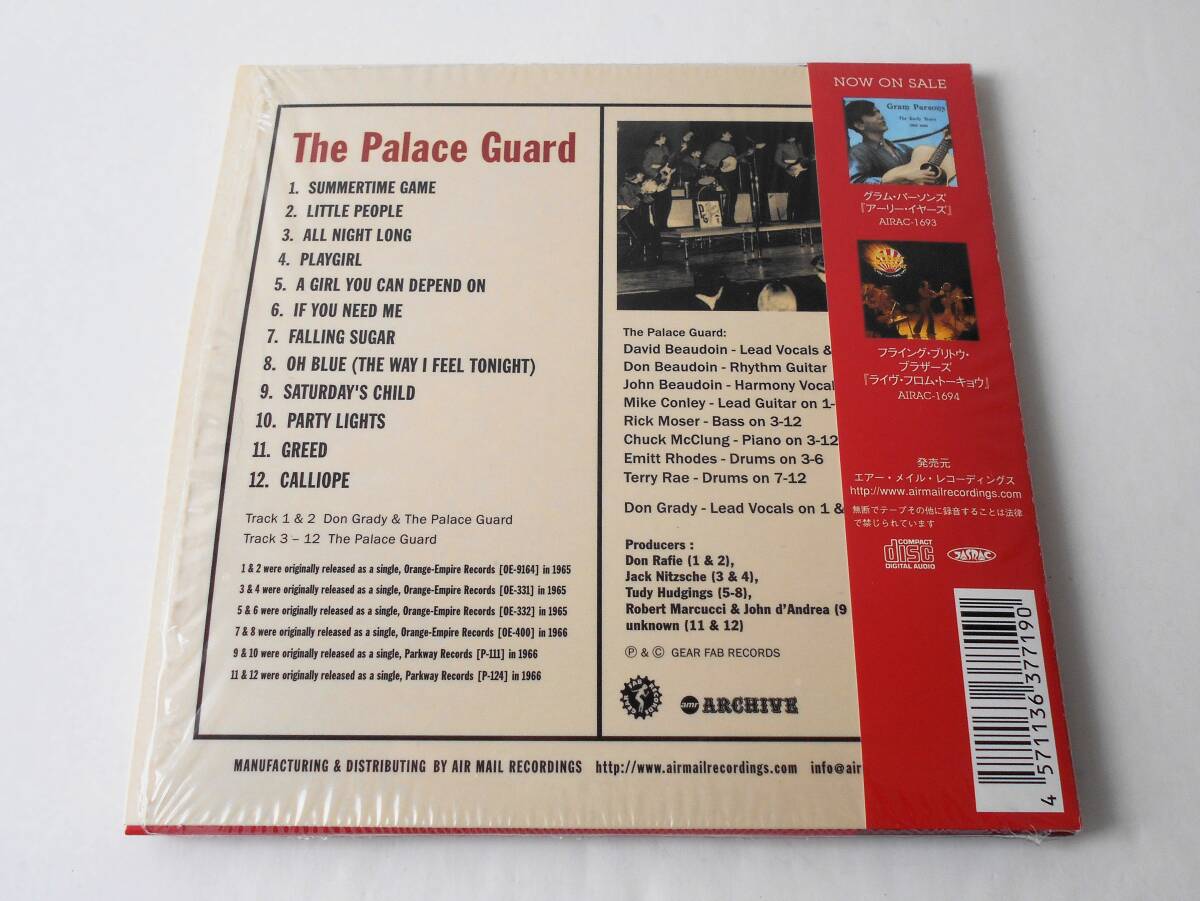 The Palace Guard
1. SUMMERTIME GAME
2. LITTLE PEOPLE
3. ALL NIGHT LONG
4. PLAYGIRL
5. A GIRL YOU CAN DEPEND ON
6. IF YOU NEED ME
7. FALLING SUGAR
8. OH BLUE (THE WAY I FEEL TONIGHT)
9. SATURDAY'S CHILD
10. PARTY LIGHTS
11. GREED
12. CALLIOPE
Track 1 & 2 Don Grady & The Palace Guard
Track 3 – 12 The Palace Guard
1 & 2 were originally released as a single, Orange-Empire Records [OE-9164] in 1965
3 & 4 were originally released as a single, Orange-Empire Records [OE-331] in 1965
5 & 6 were originally released as a single, Orange-Empire Records [OE-332] in 1965
7 & 8 were originally released as a single, Orange-Empire Records [OE-400] in 1966
9 & 10 were originally released as a single, Parkway Records [P-111] in 1966
11 & 12 were originally released as a single, Parkway Records [P-124] in 1966
The Palace Guard:
David Beaudoin - Lead Vocals &
Don Beaudoin - Rhythm Guitar
John Beaudoin - Harmony Vocal
Mike Conley - Lead Guitar on 1-
Rick Moser - Bass on 3-12
Chuck McClung - Piano on 3-12
Emitt Rhodes - Drums on 3-6
Terry Rae - Drums on 7-12
Don Grady - Lead Vocals on 1 &
Producers :
Don Rafie (1 & 2),
Jack Nitzsche (3 & 4),
Tudy Hudgings (5-8),
Robert Marcucci & John d'Andrea (9
unknown (11 & 12)
Ⓟ & © GEAR FAB RECORDS
GEAR FAB RECORDS
amr ARCHIVE
MANUFACTURING & DISTRIBUTING BY AIR MAIL RECORDINGS http://www.airmailrecordings.com info@air
NOW ON SALE
Gram Parsons
The Early Years
グラム・パーソンズ
『アーリー・イヤーズ』
AIRAC-1693
フライング・ブリトウ・
ブラザーズ
『ライヴ・フロム・トーキョウ』
AIRAC-1694
発売元
エアー・メイル・レコーディングス
http://www.airmailrecordings.com
無断でテープその他に録音することは法律
で禁じられています
COMPACT
disc
DIGITAL AUDIO
JASRAC
4 571136 377190